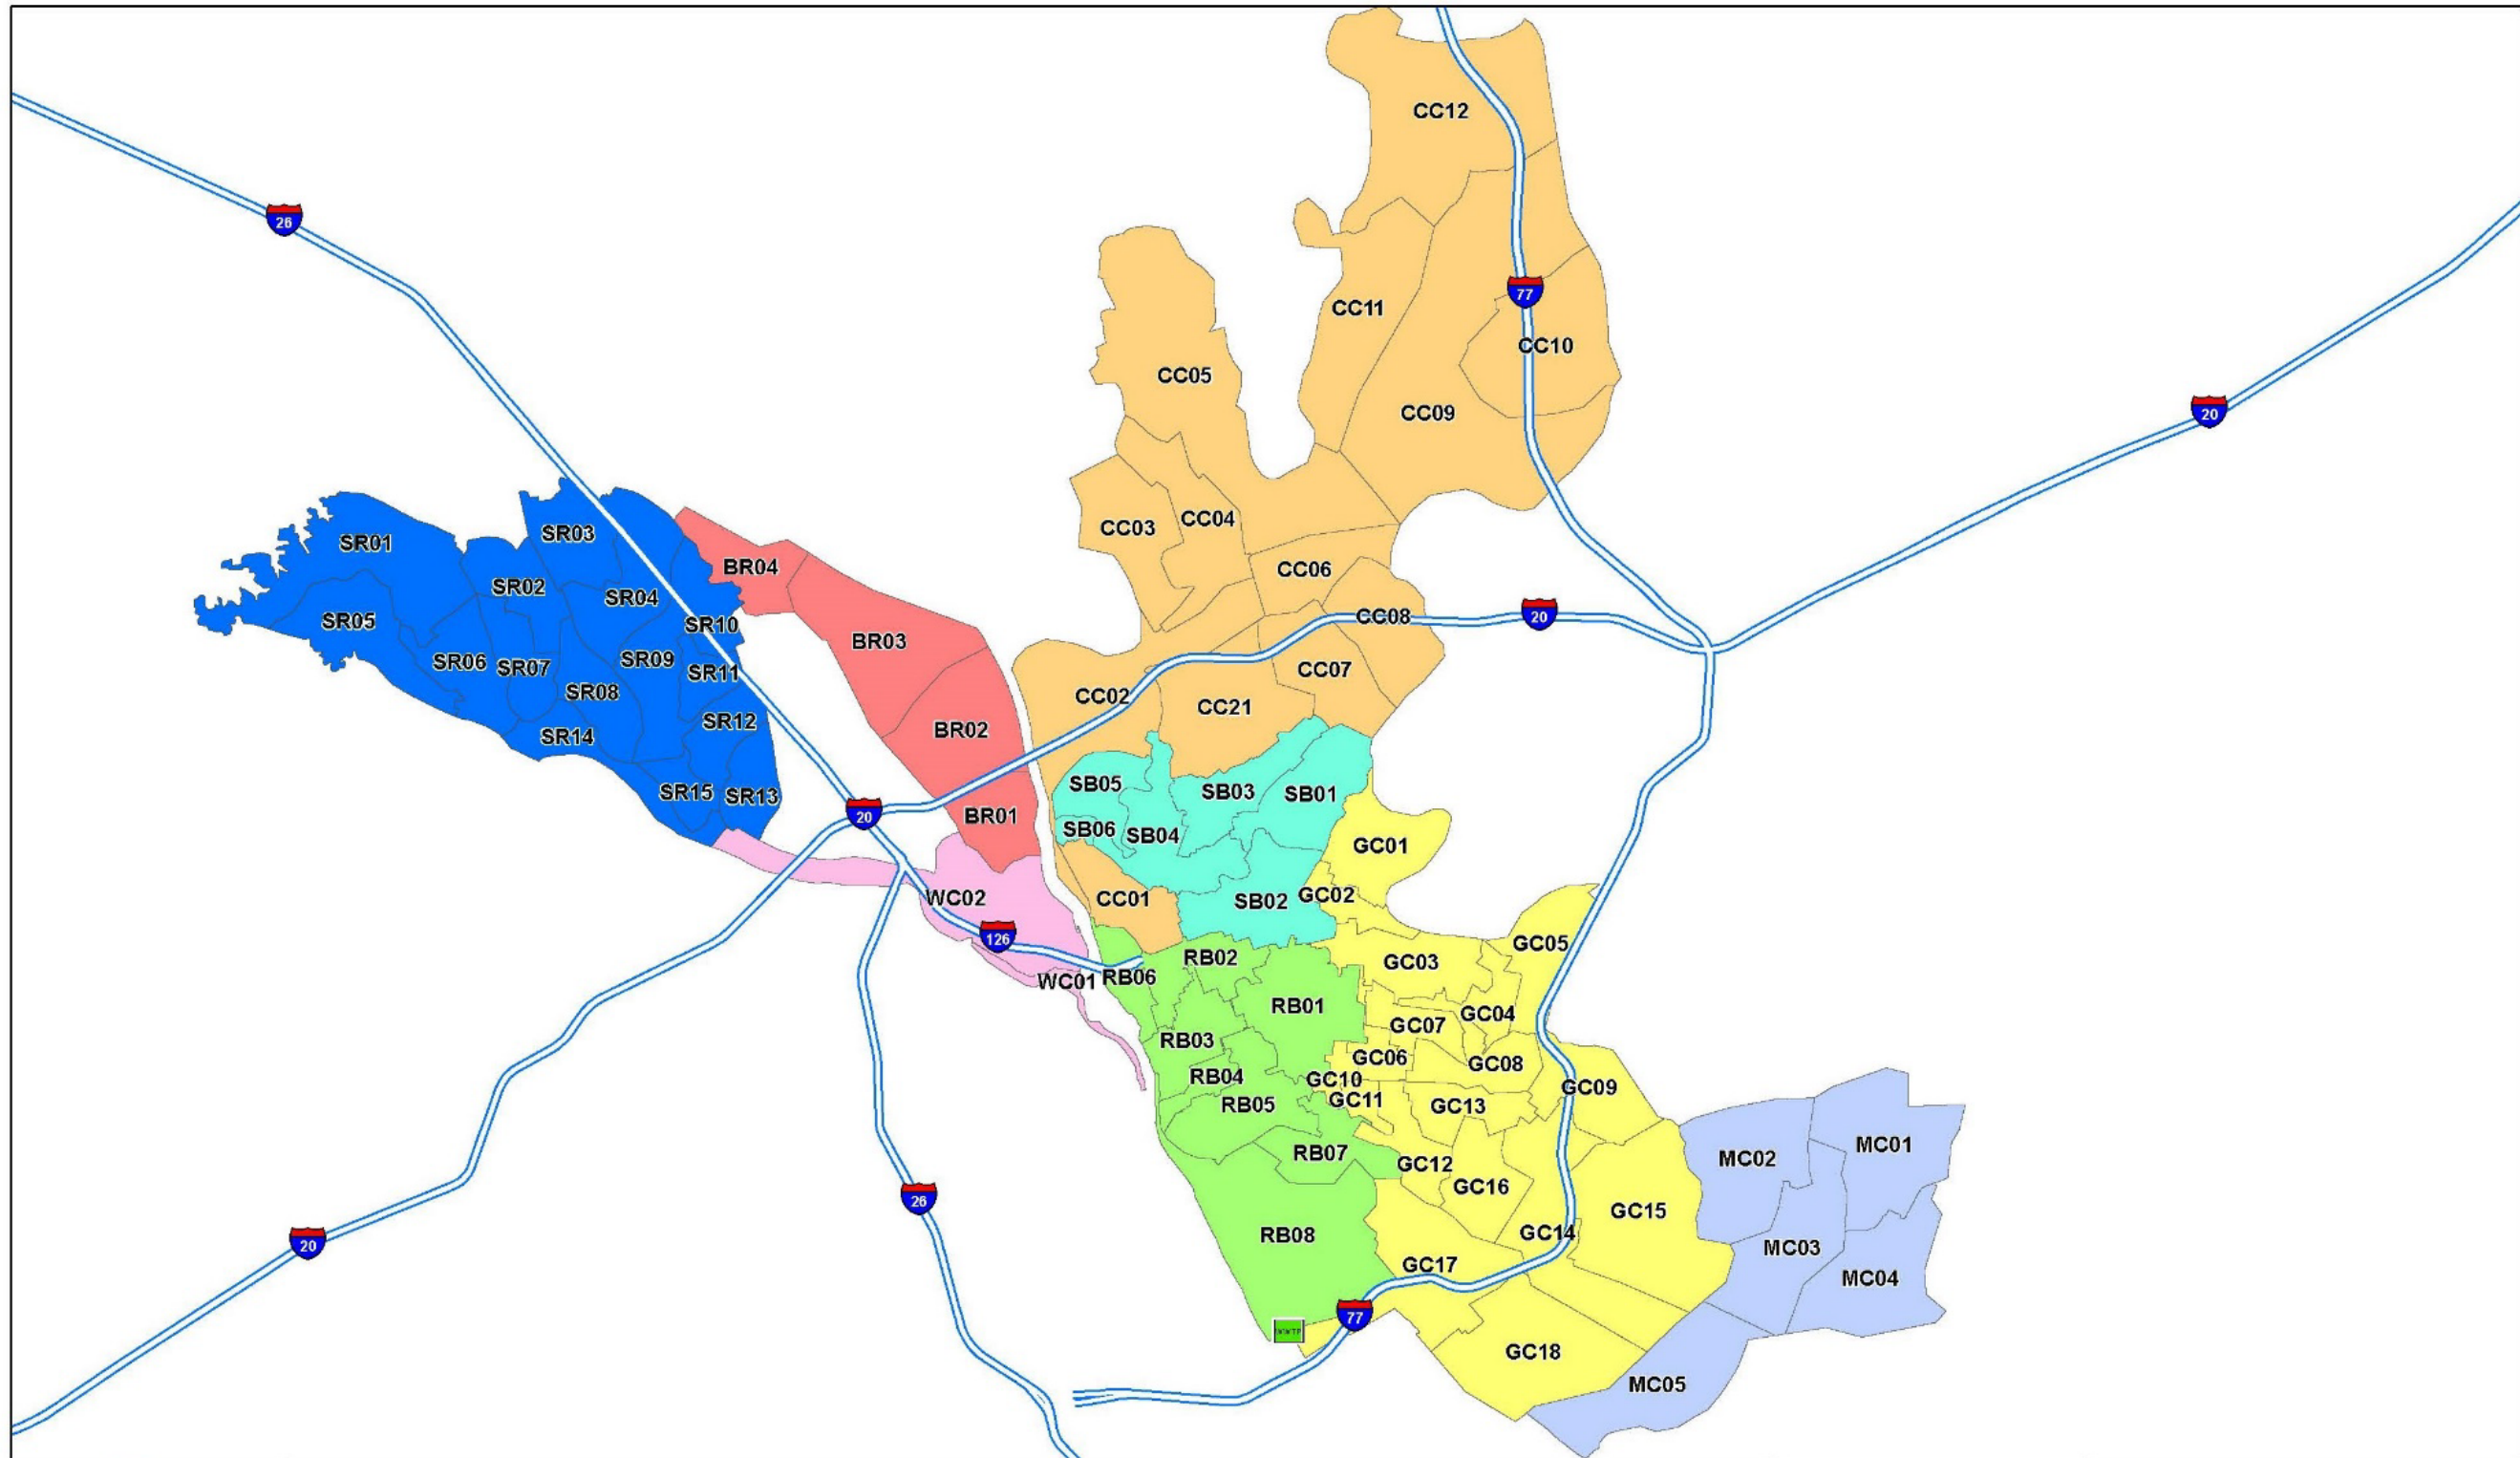 CC12
26
77
CC11
CC10
CC05
CC09
20
CC03
CC04
SR03
SR01
BR04
CC06
SR02
SR04
CC08
20
SR05
SR10
BR03
SR06
SR07
SR09
SR11
CC07
SR08
CC02
CC21
SR12
BR02
SR14
SB05
SB03
SB01
SR15
SR13
20
BR01
SB06
SB04
GC01
WC02
CC01
SB02
GC02
126
RB02
GC05
GC03
WC01
RB06
RB01
GC04
GC07
RB03
GC06
GC08
RB04
GC10
GC09
RB05
GC11
GC13
RB07
GC12
MC02
MC01
GC16
26
GC15
RB08
GC14
20
GC17
MC03
MC04
77
WWTP
GC18
MC05